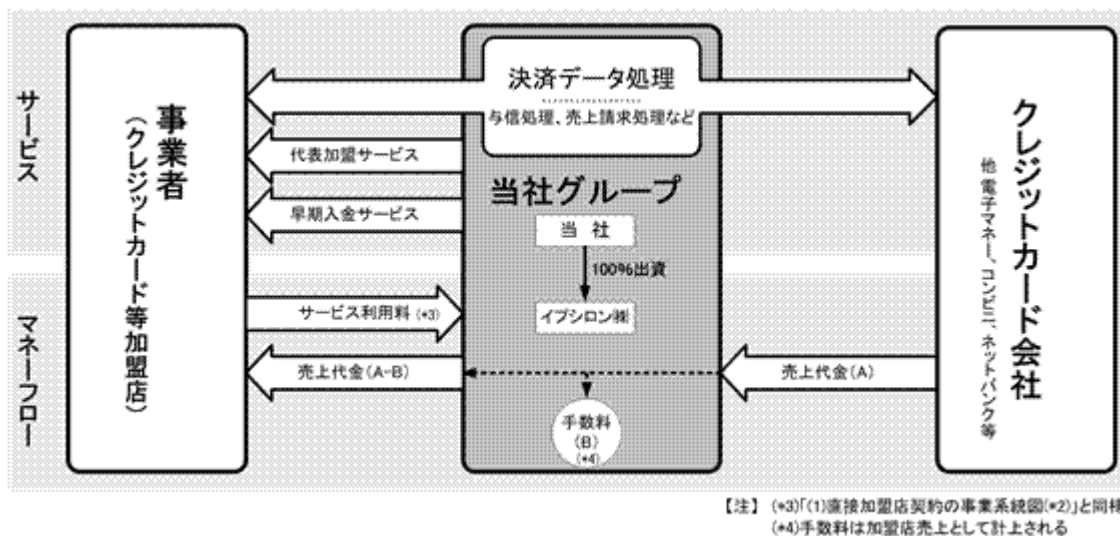 サービス
マネーフロー
事業者
（クレジットカード等加盟店）
決済データ処理
与信処理、売上請求処理など
代表加盟サービス
早期入金サービス
当社グループ
当 社
100%出資
イプシロン㈱
サービス利用料 (*3)
売上代金(A-B)
売上代金(A)
手数料
(B)
(*4)
クレジットカード会社
他 電子マネー、コンビニ、ネットバンク等
【注】 (*3)「(1)直接加盟店契約の事業系統図(*2)」と同様
(*4)手数料は加盟店売上として計上される